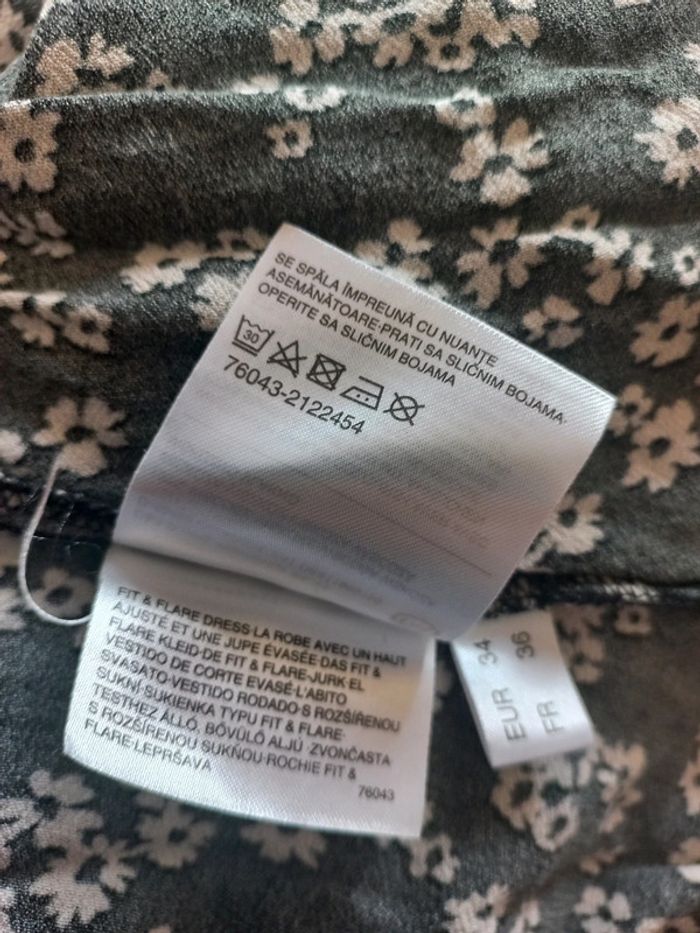 SE SPĂLA ÎMPREUNĂ CU NUANȚE
ASEMĂNĂTOARE·PRATI SA SLIČNIM BOJAMA·
OPERITE SA SLIČNIM BOJAMA
30
76043-2122454
FIT & FLARE DRESS·LA ROBE AVEC UN HAUT
AJUSTÉ ET UNE JUPE ÉVASÉE·DAS FIT &
FLARE KLEID·DE FIT & FLARE-JURK·EL
VESTIDO DE CORTE EVASÉ·L'ABITO
SVASATO·VESTIDO RODADO·S ROZŠÍŘENOU
SUKNÍ·SUKIENKA TYPU FIT & FLARE·
TESTHEZ ÁLLÓ, BŐVÜLŐ ALJÚ ·ZVONČASTA
S ROZŠÍRENOU SUKŇOU·ROCHIE FIT &
FLARE·LEPRŠAVA
76043
EUR 34
FR 36